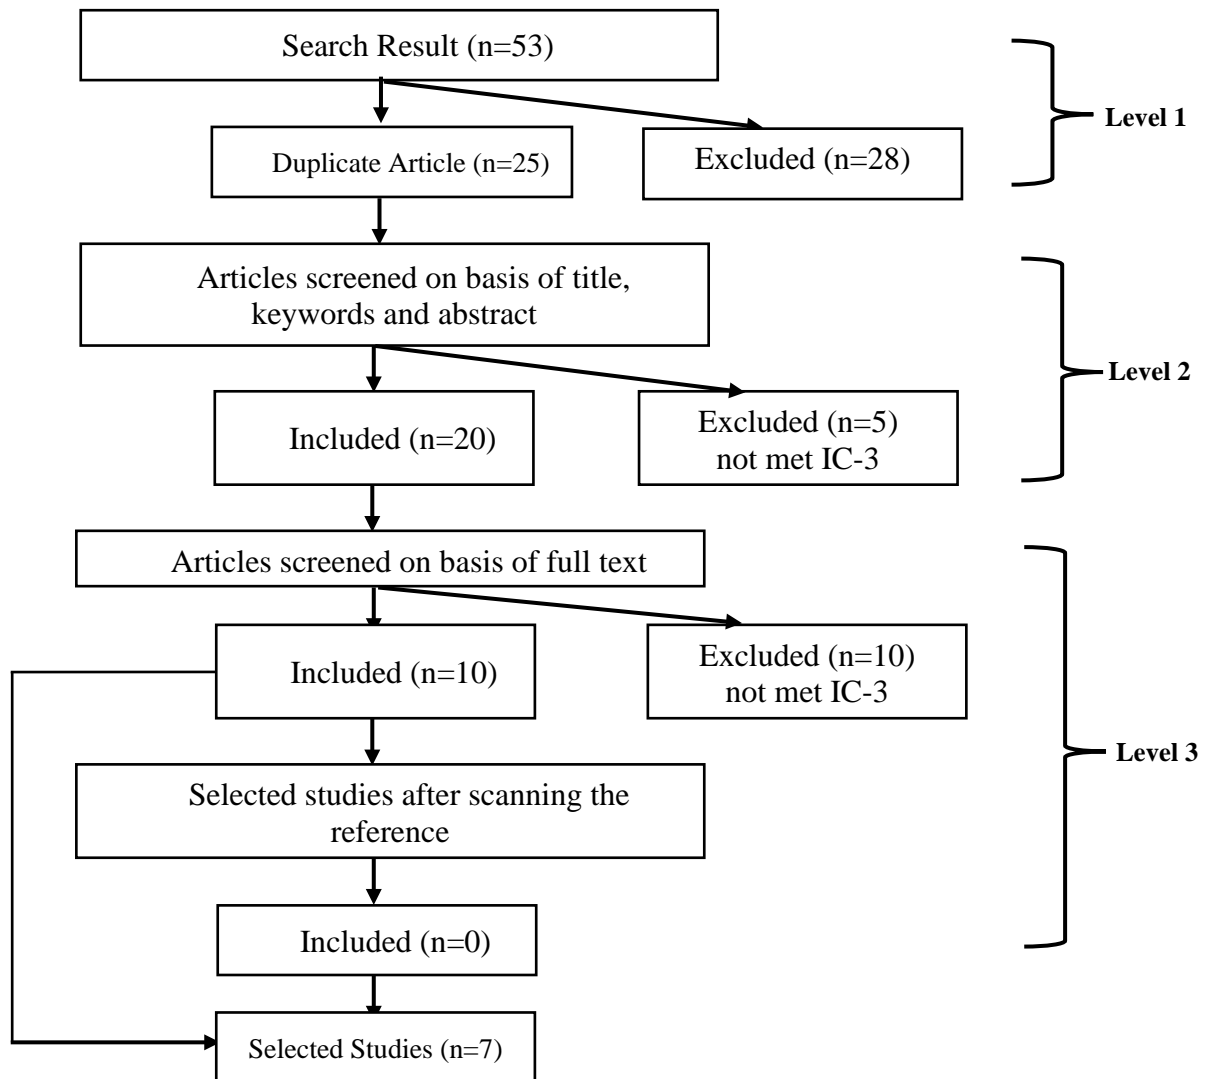 Search Result (n=53)
Level 1
Duplicate Article (n=25)
Excluded (n=28)
Articles screened on basis of title,
keywords and abstract
Level 2
Included (n=20)
Excluded (n=5)
not met IC-3
Articles screened on basis of full text
Included (n=10)
Excluded (n=10)
not met IC-3
Level 3
Selected studies after scanning the
reference
Included (n=0)
Selected Studies (n=7)